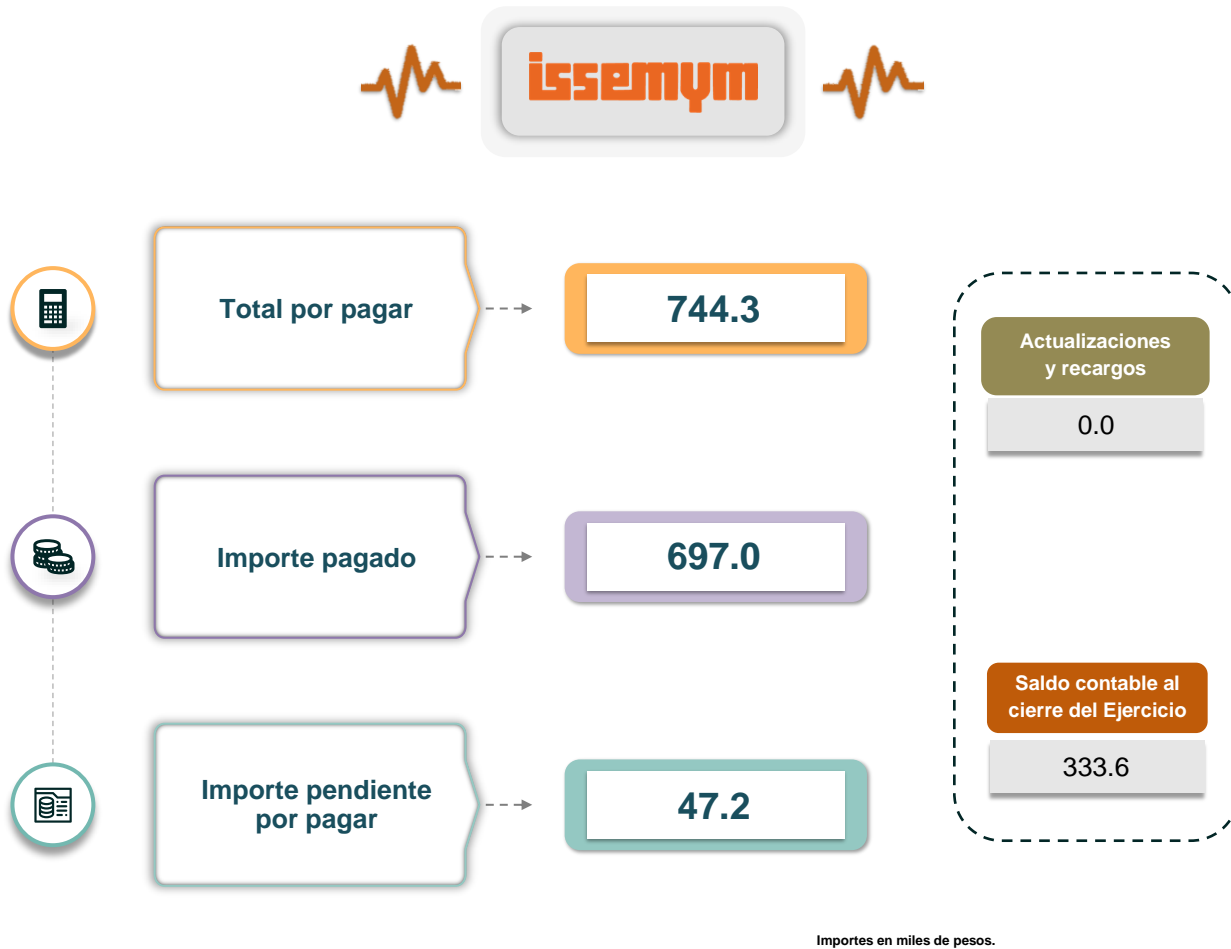 issemym
Total por pagar
744.3
Actualizaciones
y recargos
0.0
Importe pagado
697.0
Saldo contable al
cierre del Ejercicio
333.6
Importe pendiente
por pagar
47.2
Importes en miles de pesos.